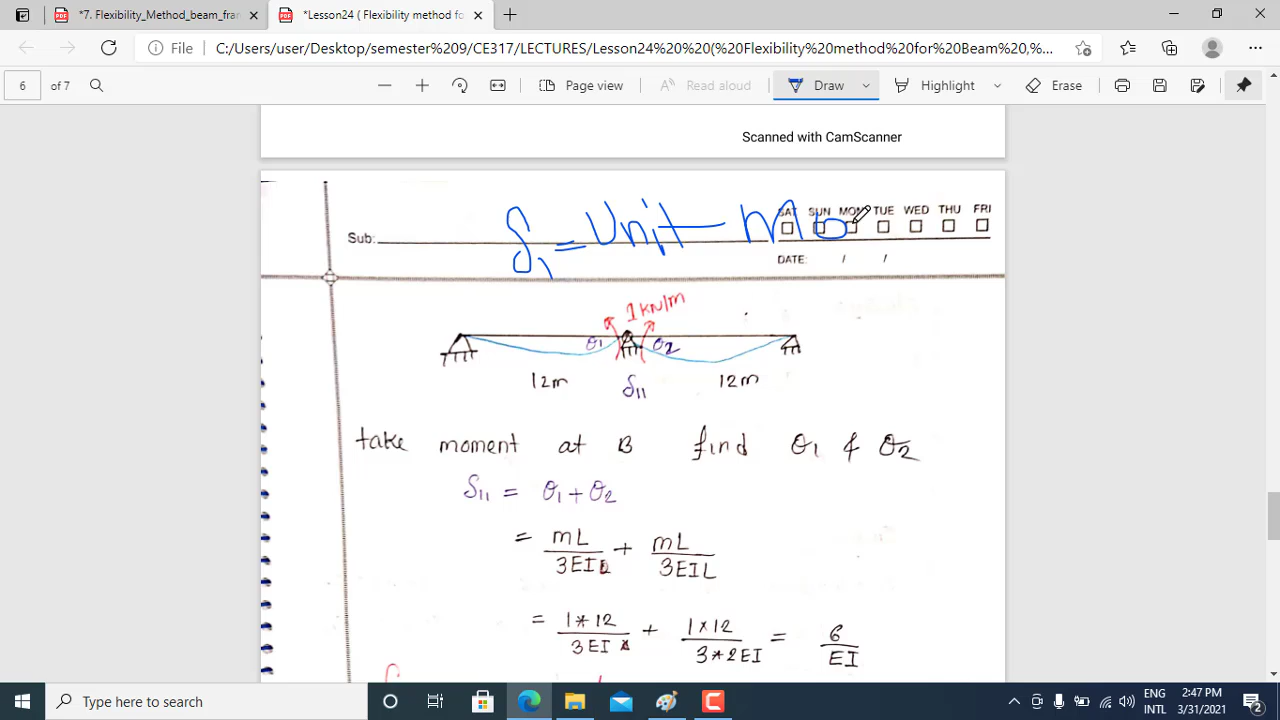 *7. Flexibility_Method_beam_fra
*Lesson24 ( Flexibility method fo
File
C:/Users/user/Desktop/semester%209/CE317/LECTURES/Lesson24%20%20(%20Flexibility%20method%20for%20Beam%20,%...
6 of 7
Page view
Read aloud
Draw
Highlight
Erase
Scanned with CamScanner
δ₁ = Unit Mo
SAT SUN MON TUE WED THU FRI
Sub:
DATE: / /
1 KN/m
θ₁ θ₂
12m δ₁₁ 12m
take moment at B find θ₁ & θ₂
δ₁₁ = θ₁ + θ₂
= mL/3EI + mL/3EIL
= 1*12/3EI + 1×12/3*2EI = 6/EI
Type here to search
ENG
INTL
2:47 PM
3/31/2021
2